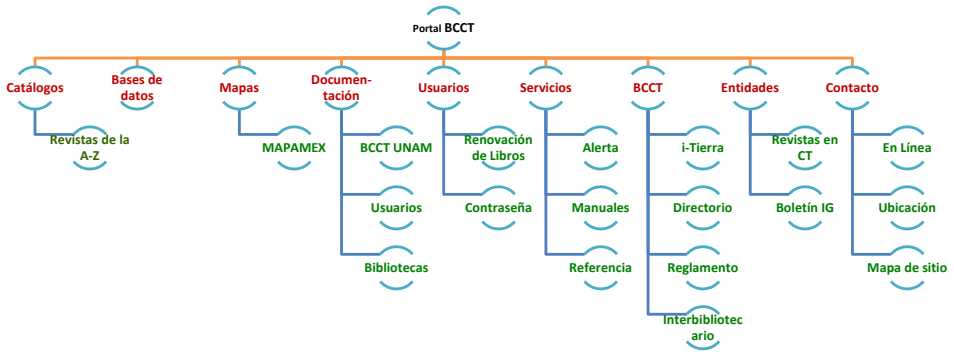 Portal BCCT
Catálogos
Bases de
datos
Mapas
Documen-
tación
Usuarios
Servicios
BCCT
Entidades
Contacto
Revistas de la
A-Z
MAPAMEX
BCCT UNAM
Usuarios
Bibliotecas
Renovación
de Libros
Contraseña
Alerta
Manuales
Referencia
i-Tierra
Directorio
Reglamento
Interbibliotec
ario
Revistas en
CT
Boletín IG
En Línea
Ubicación
Mapa de sitio